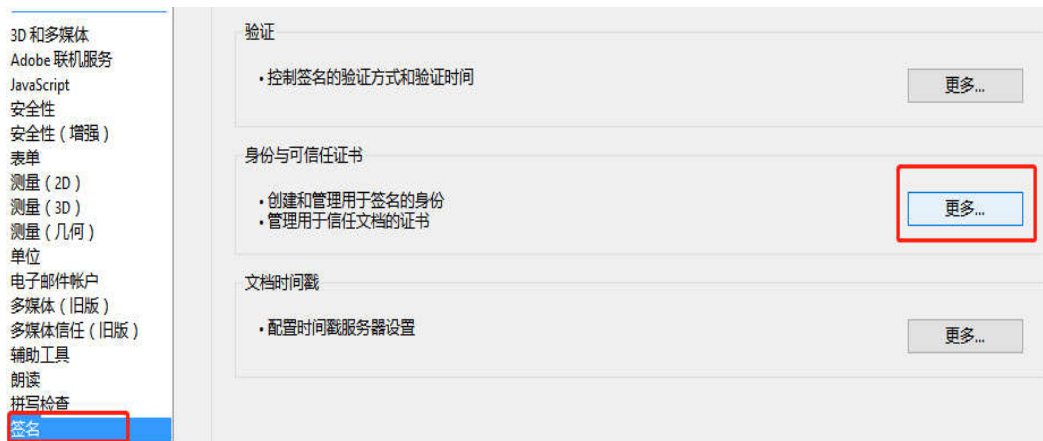 3D 和多媒体
Adobe 联机服务
JavaScript
安全性
安全性 ( 增强 )
表单
测量 ( 2D )
测量 ( 3D )
测量 ( 几何 )
单位
电子邮件帐户
多媒体 ( 旧版 )
多媒体信任 ( 旧版 )
辅助工具
朗读
拼写检查
签名
验证
• 控制签名的验证方式和验证时间
更多...
身份与可信任证书
• 创建和管理用于签名的身份
• 管理用于信任文档的证书
更多...
文档时间戳
• 配置时间戳服务器设置
更多...